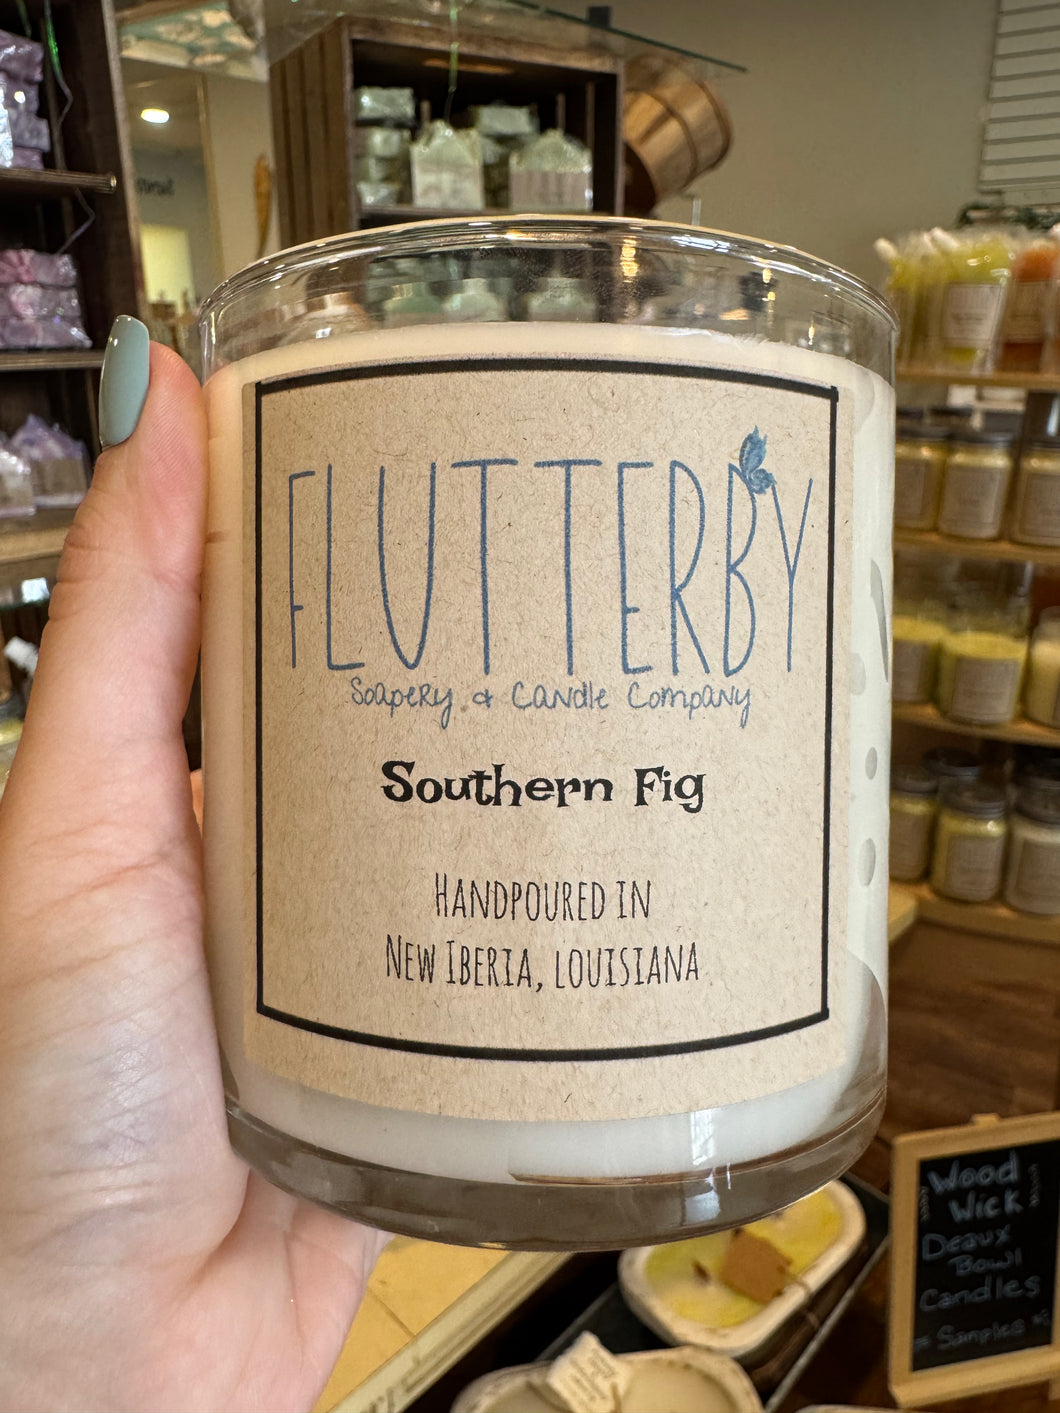 FLUTTERBY
Soapery & Candle Company
Southern Fig
Handpoured in
New Iberia, Louisiana
Wood
Wick
Deaux
Bowl
Candles
Samples